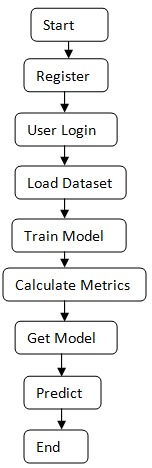 Start
Register
User Login
Load Dataset
Train Model
Calculate Metrics
Get Model
Predict
End